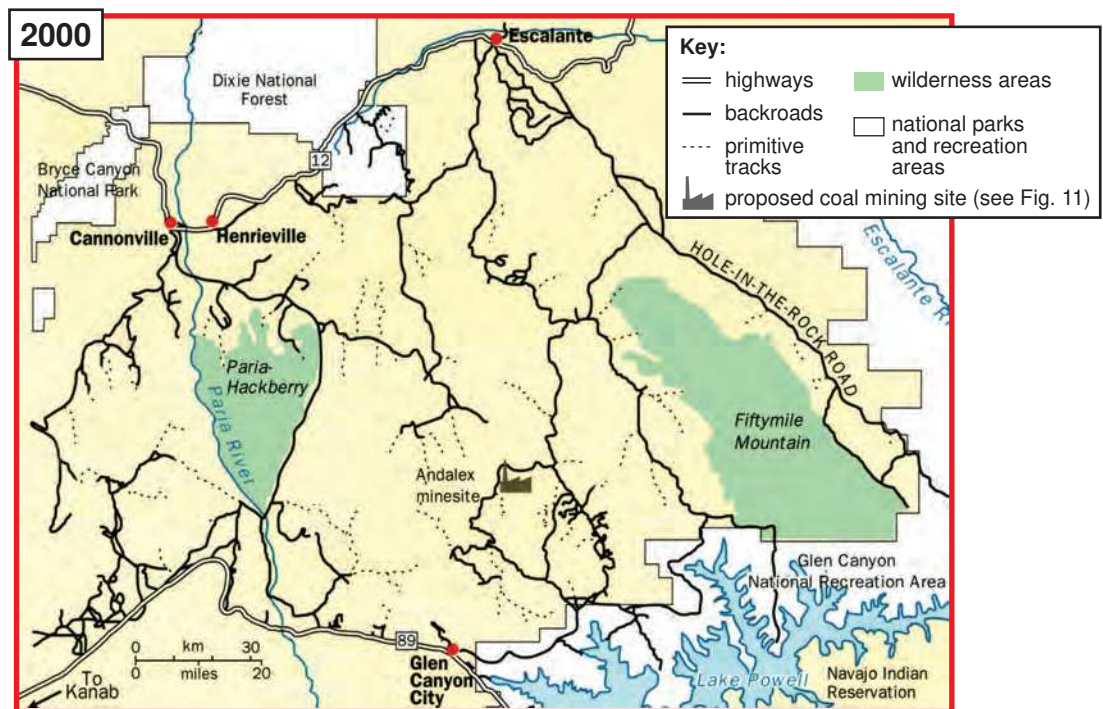 2000
Escalante
Key:
highways
backroads
primitive
tracks
wilderness areas
national parks
and recreation
areas
proposed coal mining site (see Fig. 11)
Dixie National
Forest
12
Bryce Canyon
National Park
Cannonville
Henrieville
Escalante R
HOLE-IN-THE-ROCK ROAD
Paria-
Hackberry
Paria River
Fiftymile
Mountain
Andalex
minesite
Glen Canyon
National Recreation Area
89
0 km 30
0 miles 20
Glen
Canyon
City
To
Kanab
Lake Powell
Navajo Indian
Reservation